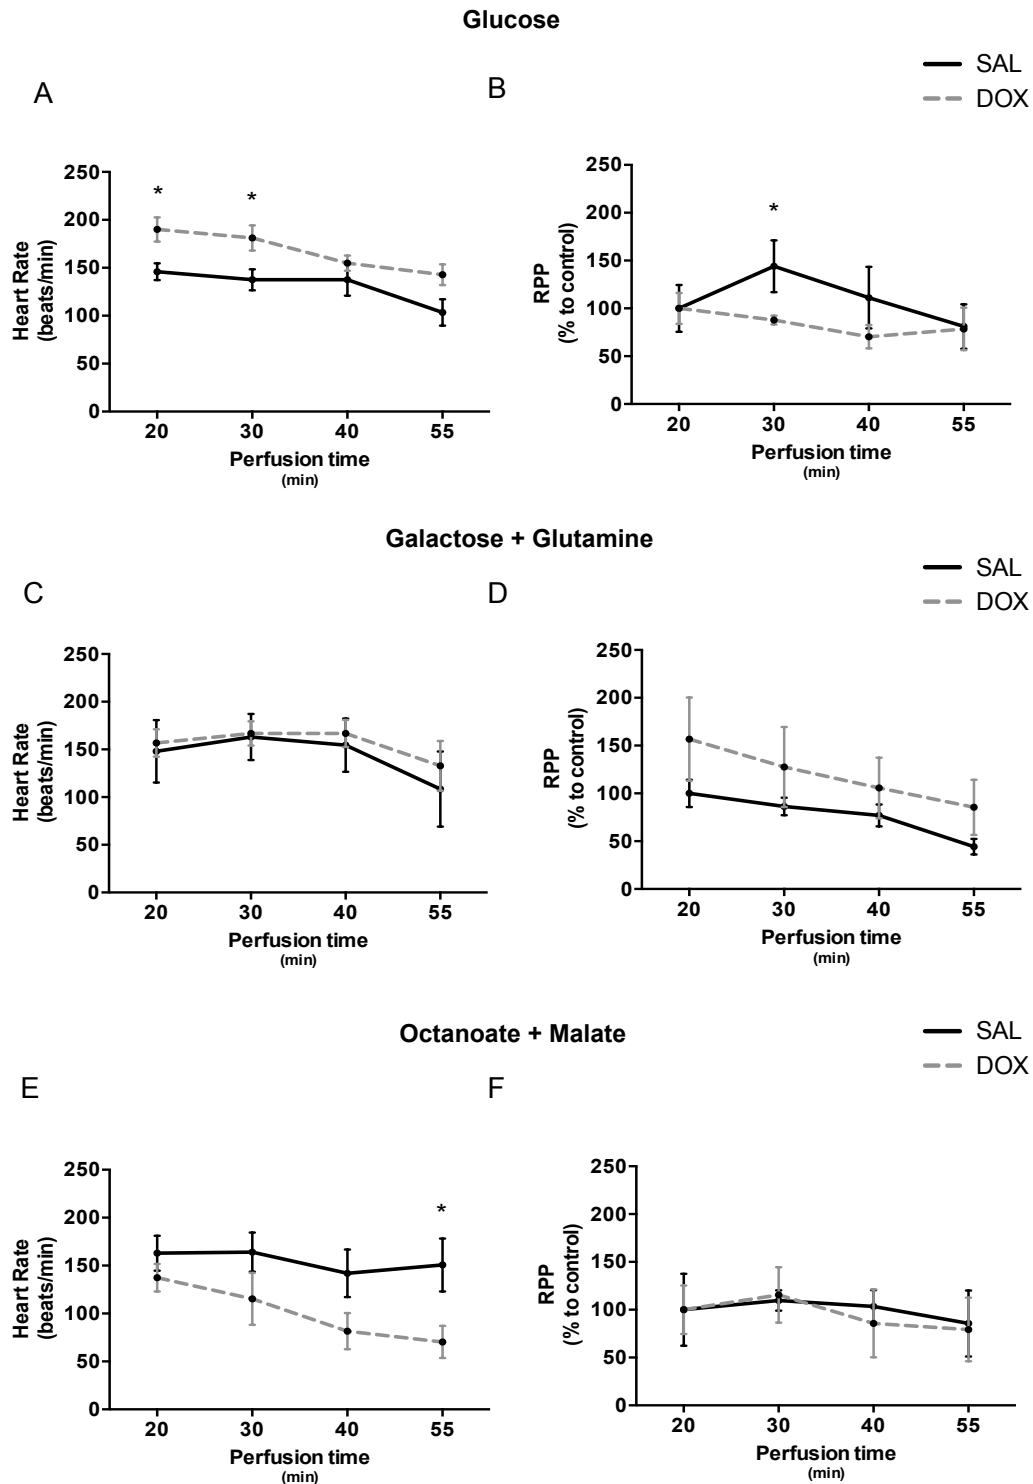 Glucose
SAL
DOX
A
B
Heart Rate
(beats/min)
250
200
150
100
50
0
*
*
20 30 40 55
Perfusion time
(min)
RPP
(% to control)
250
200
150
100
50
0
*
20 30 40 55
Perfusion time
(min)
Galactose + Glutamine
SAL
DOX
C
D
Heart Rate
(beats/min)
250
200
150
100
50
0
20 30 40 55
Perfusion time
(min)
RPP
(% to control)
250
200
150
100
50
0
20 30 40 55
Perfusion time
(min)
Octanoate + Malate
SAL
DOX
E
F
Heart Rate
(beats/min)
250
200
150
100
50
0
*
20 30 40 55
Perfusion time
(min)
RPP
(% to control)
250
200
150
100
50
0
20 30 40 55
Perfusion time
(min)